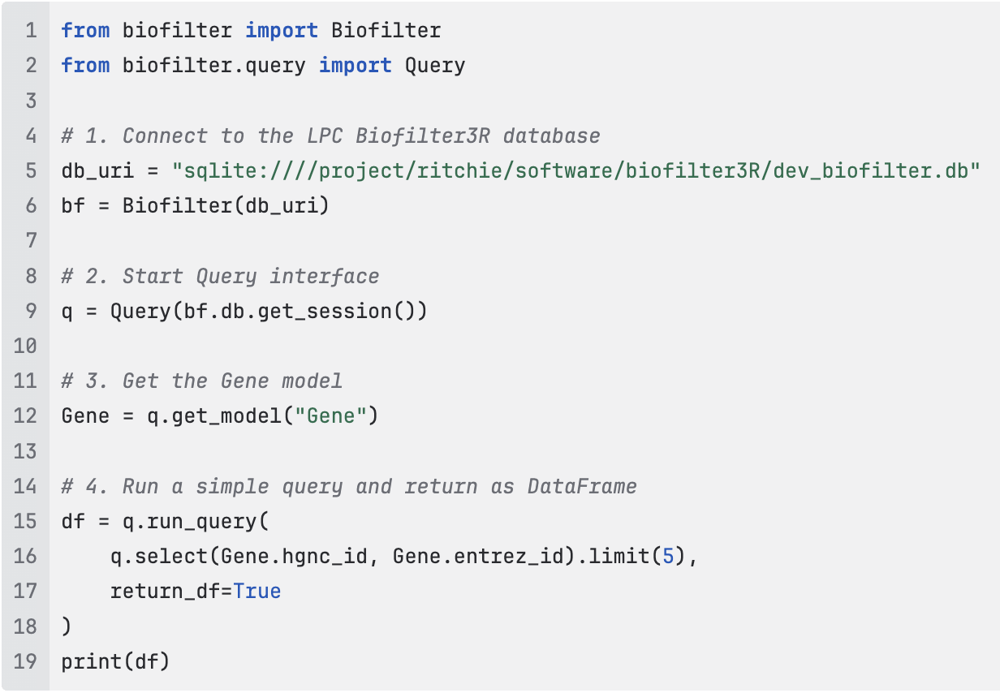 1 from biofilter import Biofilter
2 from biofilter.query import Query
3
4 # 1. Connect to the LPC Biofilter3R database
5 db_uri = "sqlite:////project/ritchie/software/biofilter3R/dev_biofilter.db"
6 bf = Biofilter(db_uri)
7
8 # 2. Start Query interface
9 q = Query(bf.db.get_session())
10
11 # 3. Get the Gene model
12 Gene = q.get_model("Gene")
13
14 # 4. Run a simple query and return as DataFrame
15 df = q.run_query(
16     q.select(Gene.hgnc_id, Gene.entrez_id).limit(5),
17     return_df=True
18 )
19 print(df)